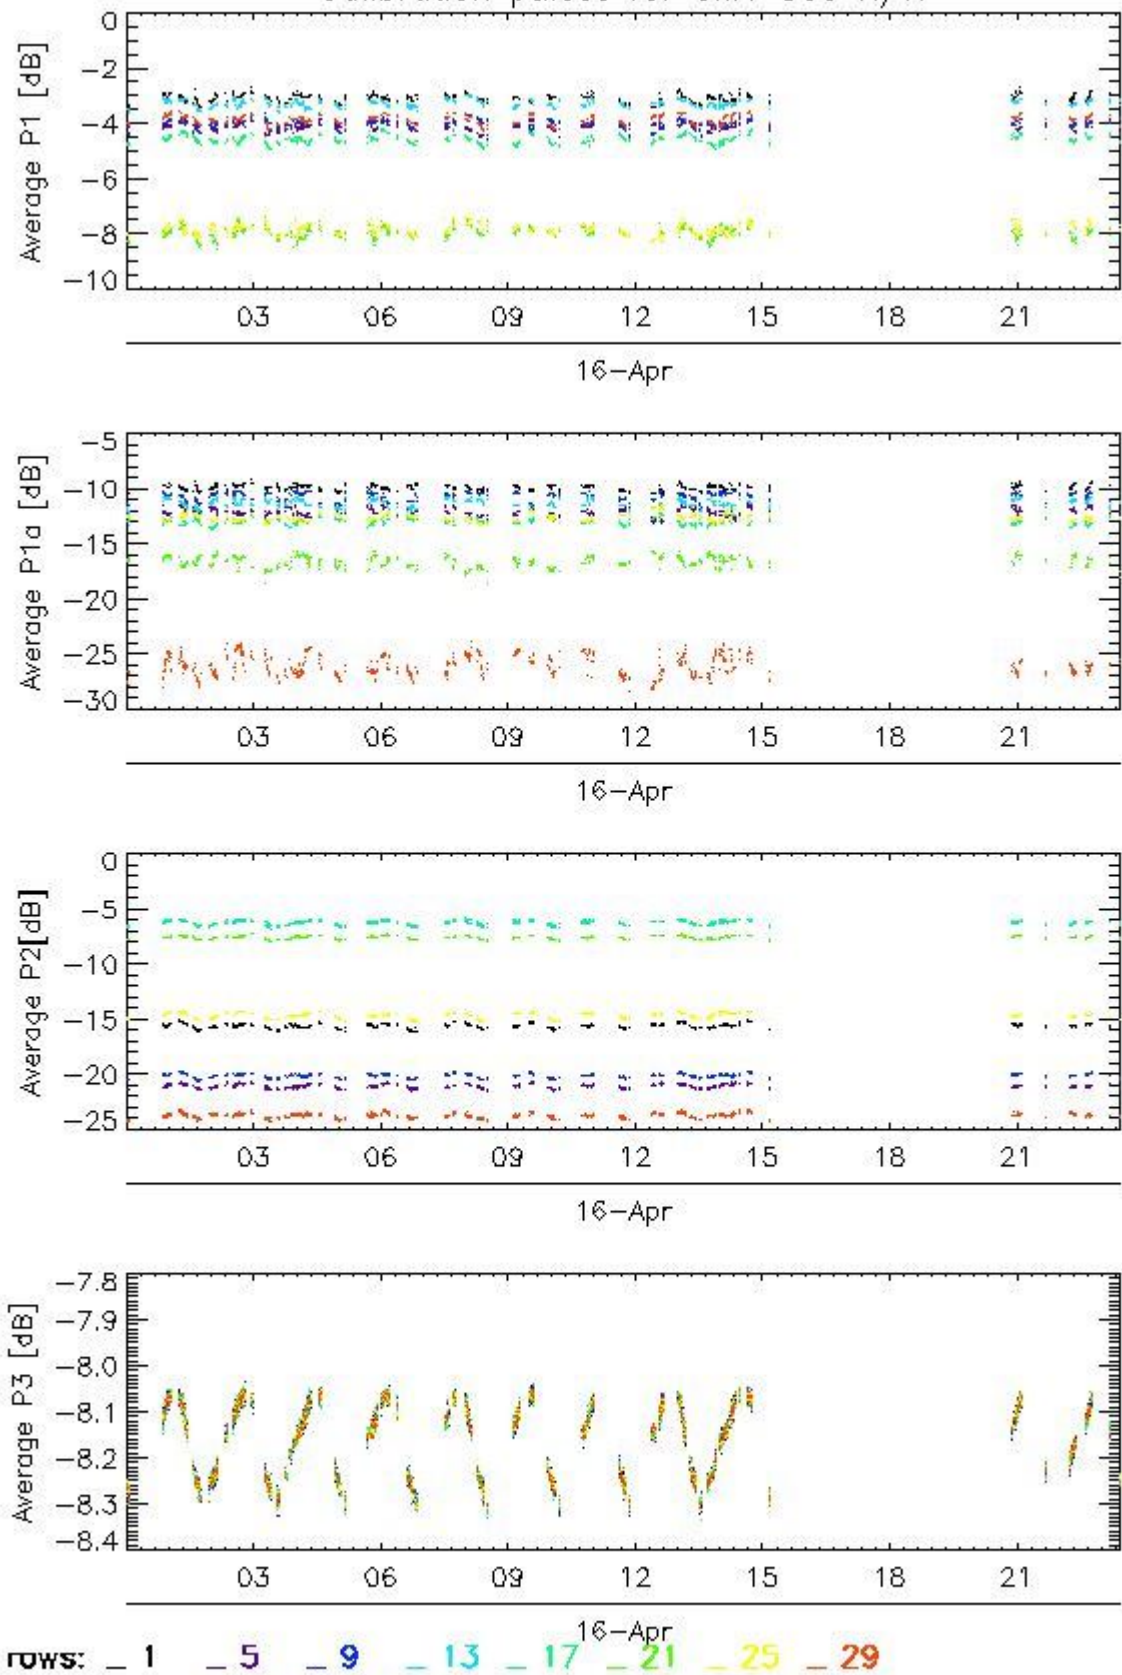 0
-2
-4
-6
-8
-10
Average P1 [dB]
03 06 09 12 15 18 21
16-Apr
-5
-10
-15
-20
-25
-30
Average P1a [dB]
03 06 09 12 15 18 21
16-Apr
0
-5
-10
-15
-20
-25
Average P2[dB]
03 06 09 12 15 18 21
16-Apr
-7.8
-7.9
-8.0
-8.1
-8.2
-8.3
-8.4
Average P3 [dB]
03 06 09 12 15 18 21
16-Apr
rows: _ 1 _ 5 _ 9 _ 13 _ 17 _ 21 _ 25 _ 29